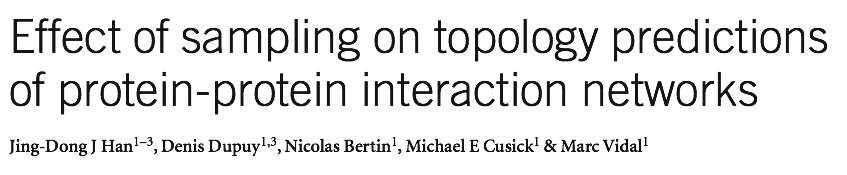 Effect of sampling on topology predictions
of protein-protein interaction networks
Jing-Dong J Han1–3, Denis Dupuy1,3, Nicolas Bertin1, Michael E Cusick1 & Marc Vidal1